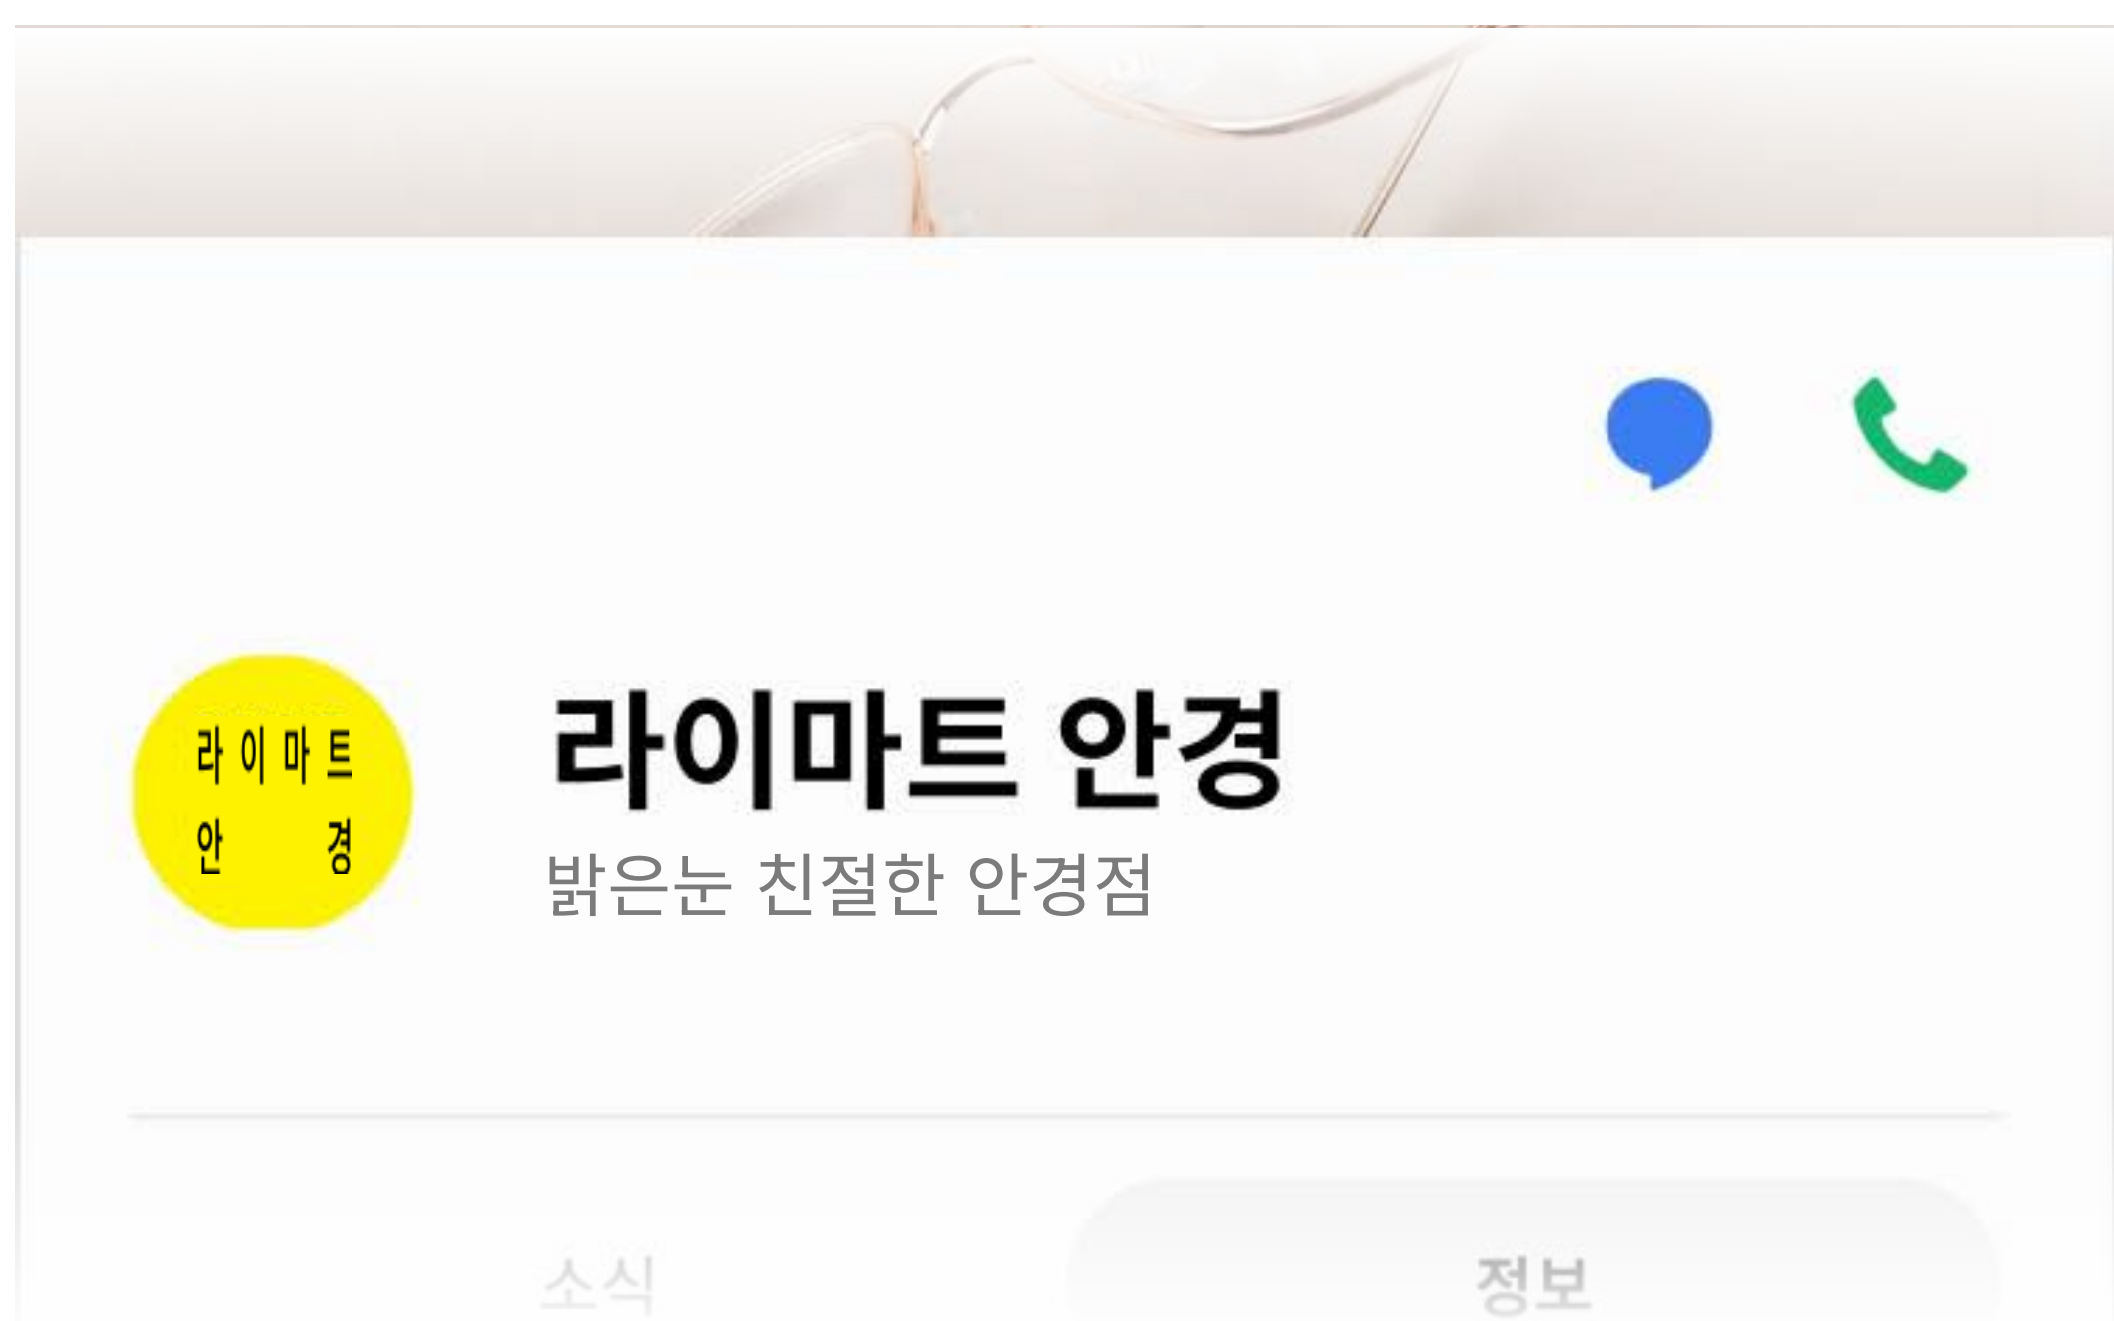 라이마트
안경
라이마트 안경
밝은눈 친절한 안경점
소식
정보